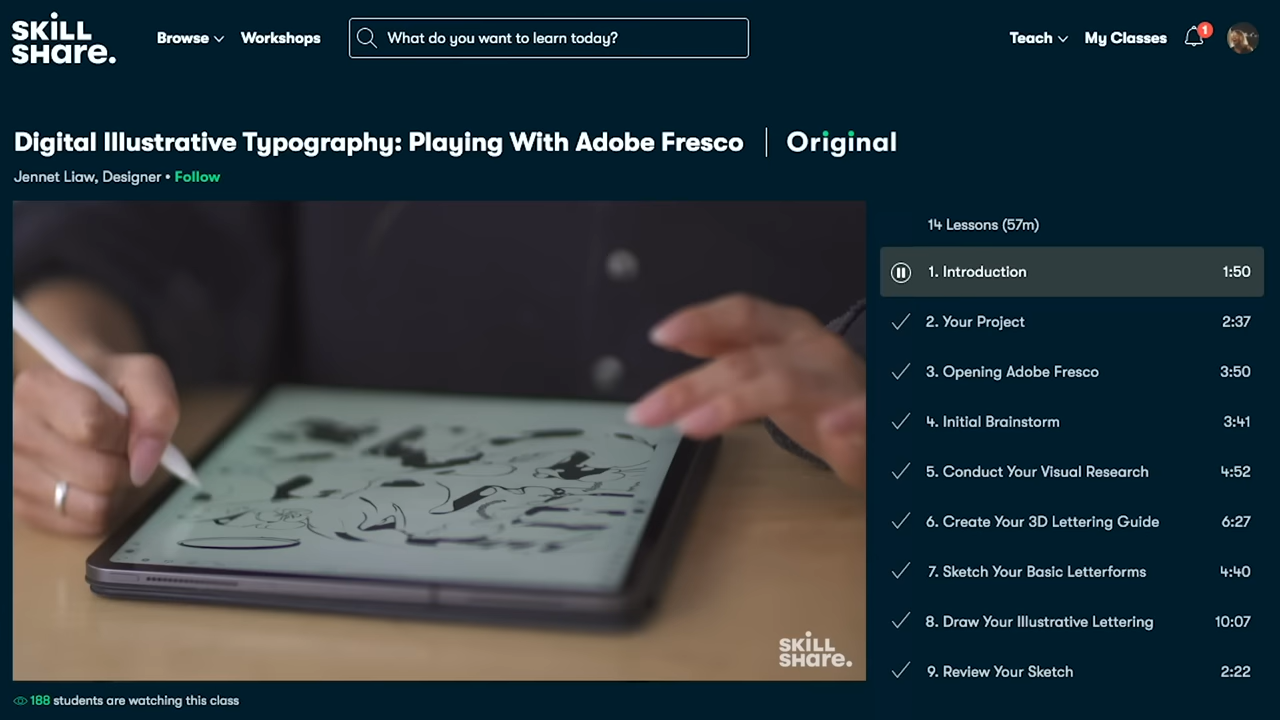 SKILL
SHare.
Browse
Workshops
What do you want to learn today?
Teach
My Classes
1
Digital Illustrative Typography: Playing With Adobe Fresco | Original
Jennet Liaw, Designer • Follow
14 Lessons (57m)
1. Introduction 1:50
2. Your Project 2:37
3. Opening Adobe Fresco 3:50
4. Initial Brainstorm 3:41
5. Conduct Your Visual Research 4:52
6. Create Your 3D Lettering Guide 6:27
7. Sketch Your Basic Letterforms 4:40
8. Draw Your Illustrative Lettering 10:07
9. Review Your Sketch 2:22
SKILL
SHare.
188 students are watching this class